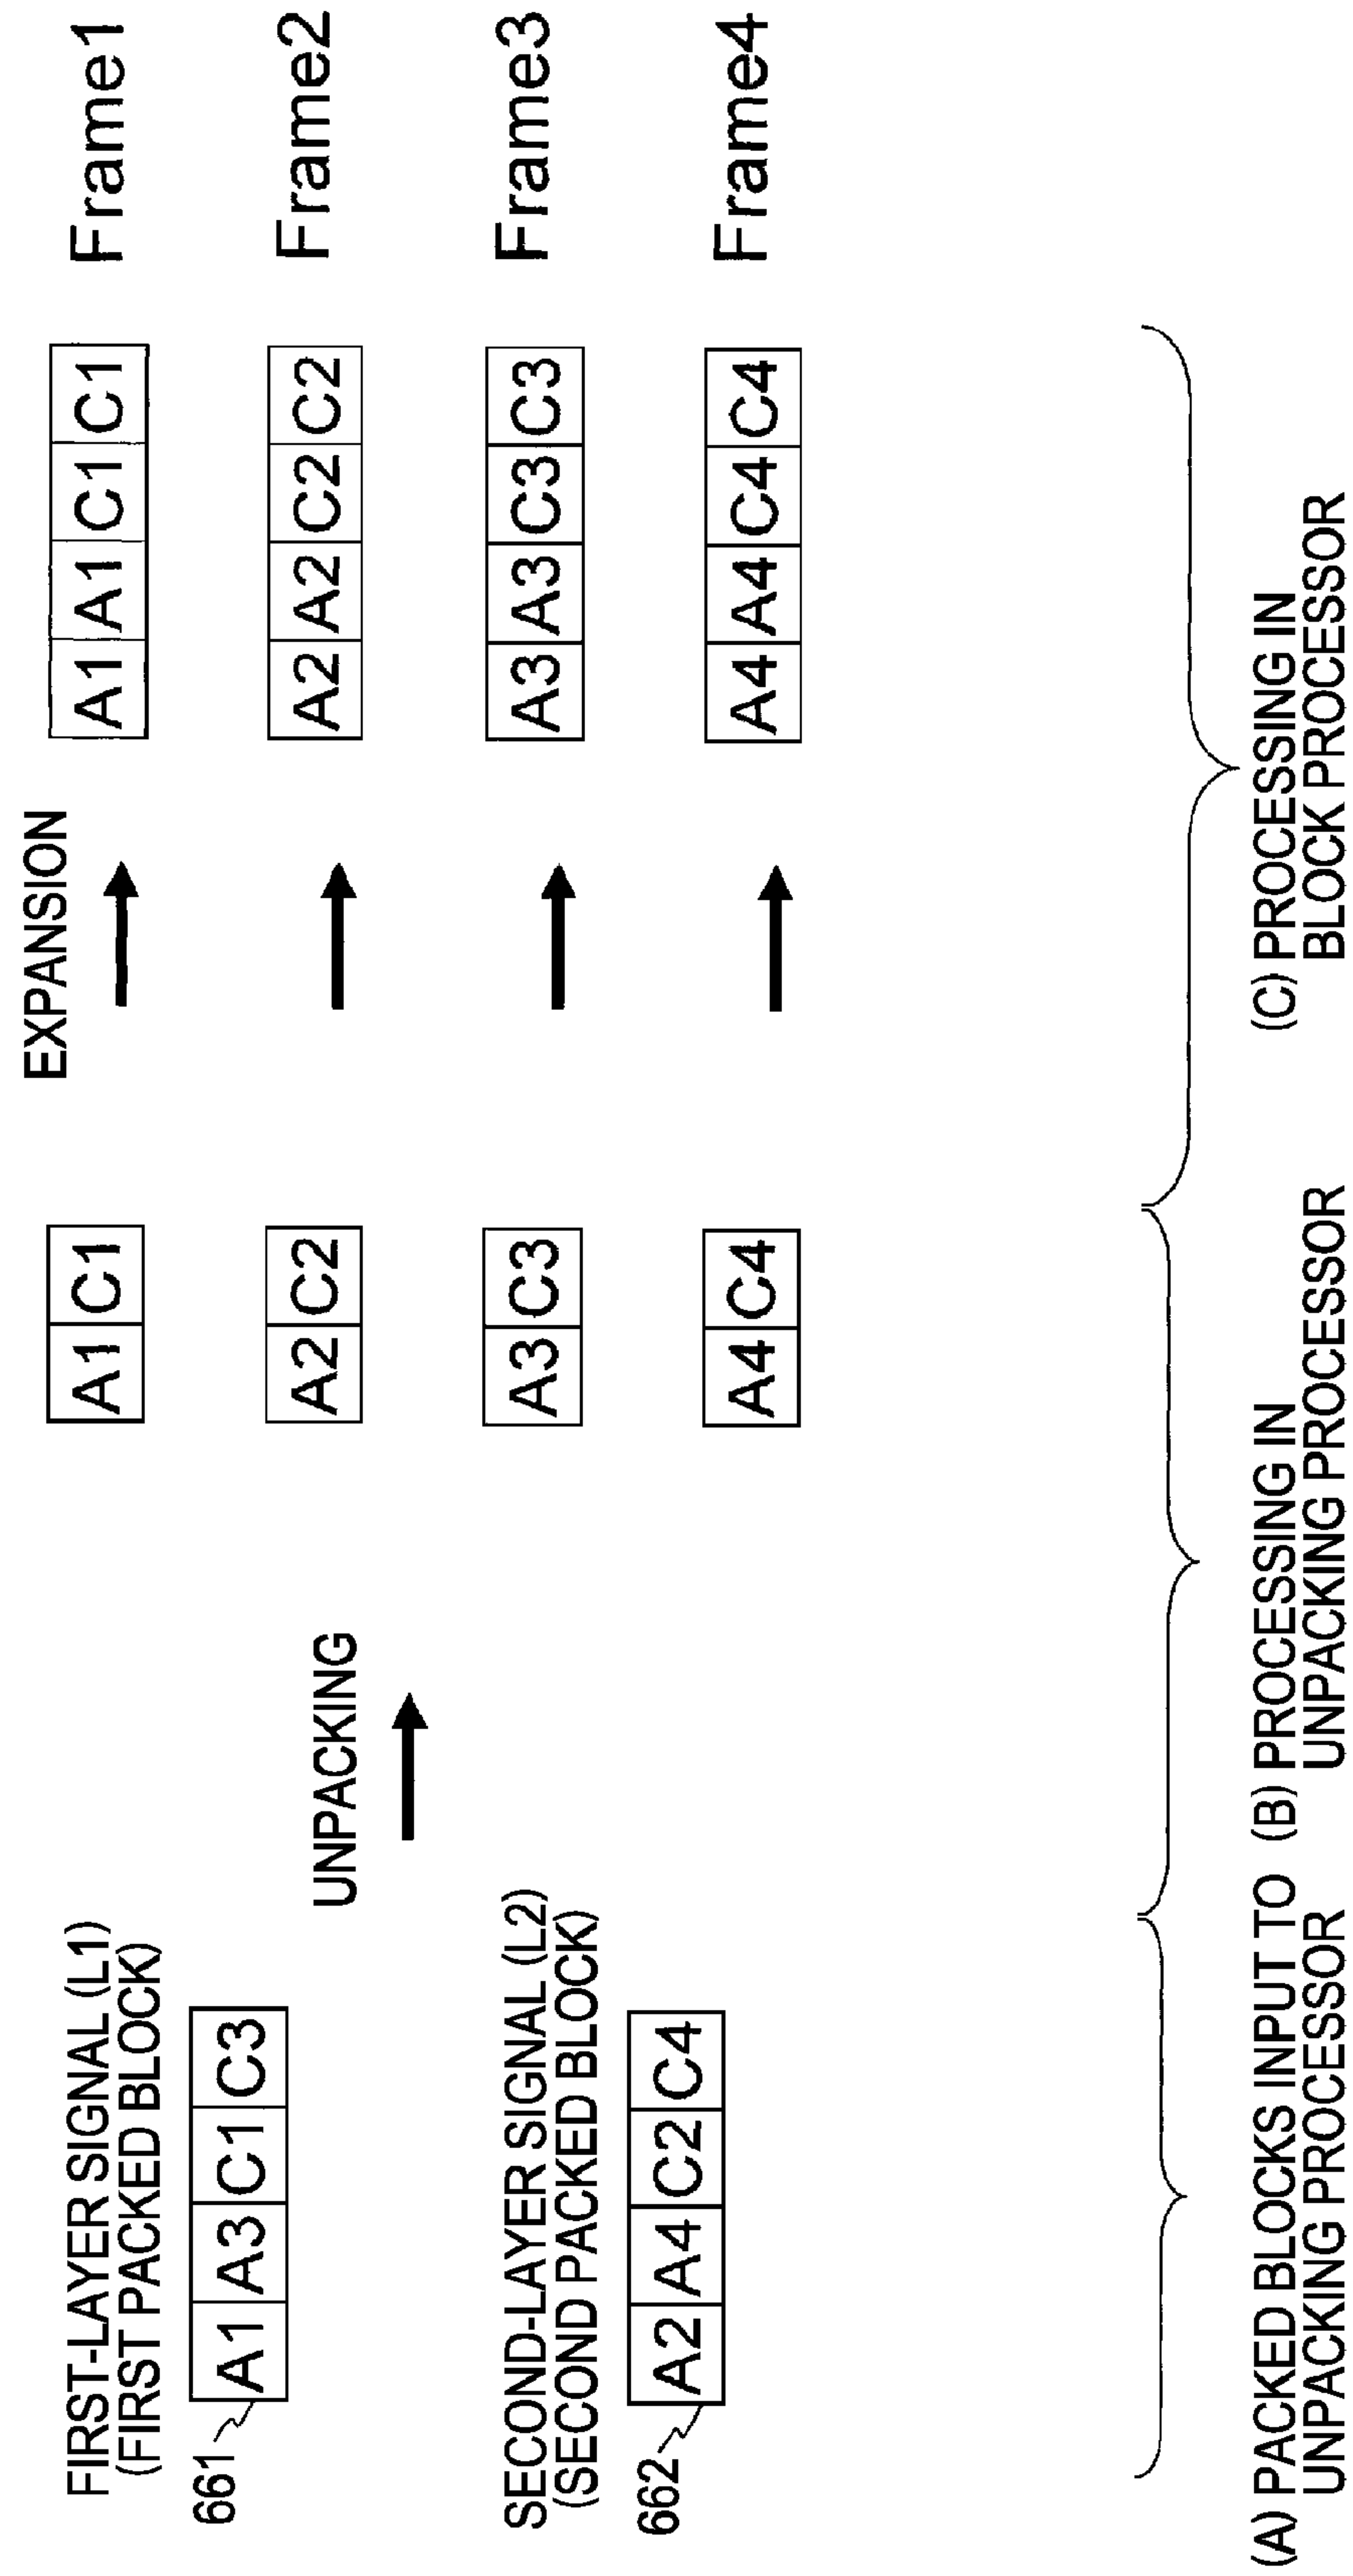 FIRST-LAYER SIGNAL (L1)
(FIRST PACKED BLOCK)
661
A1 A3 C1 C3
SECOND-LAYER SIGNAL (L2)
(SECOND PACKED BLOCK)
662
A2 A4 C2 C4
UNPACKING
A1 C1
A2 C2
A3 C3
A4 C4
EXPANSION
A1 A1 C1 C1
Frame1
A2 A2 C2 C2
Frame2
A3 A3 C3 C3
Frame3
A4 A4 C4 C4
Frame4
(A) PACKED BLOCKS INPUT TO
UNPACKING PROCESSOR
(B) PROCESSING IN
UNPACKING PROCESSOR
(C) PROCESSING IN
BLOCK PROCESSOR